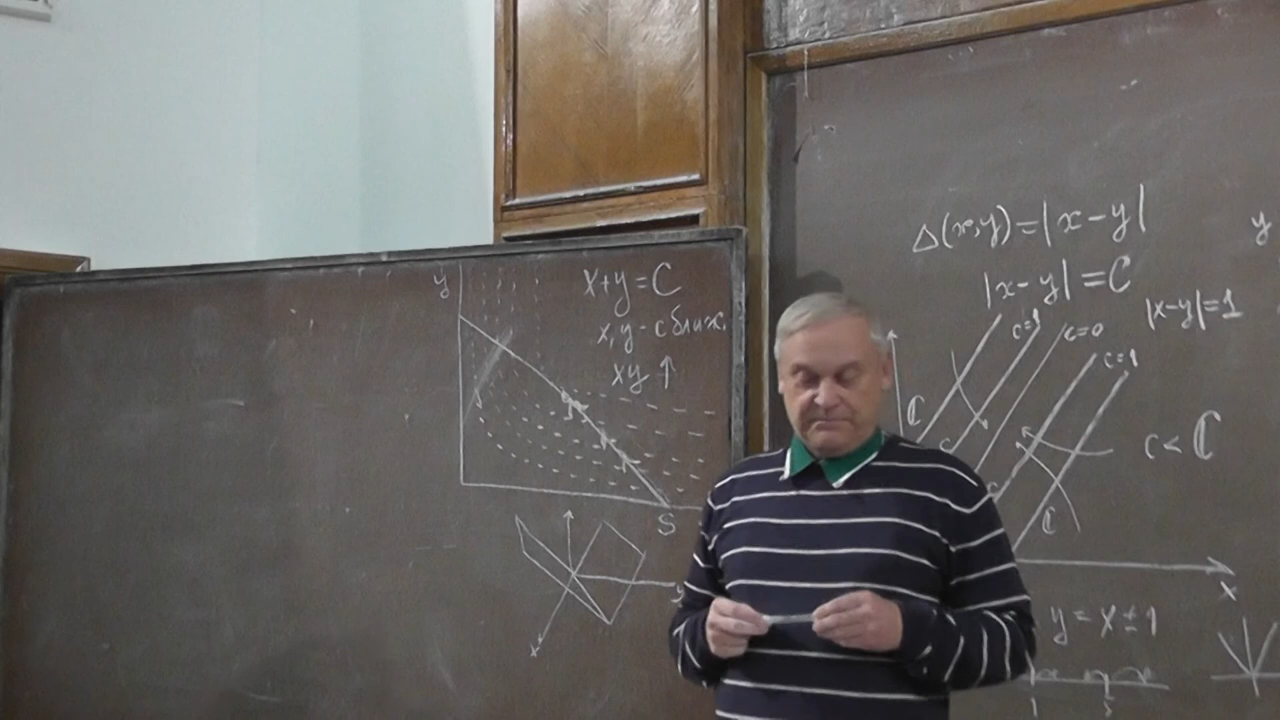 y
x+y=C
x,y - сближ.
xy ↑
S
y
x
Δ(x,y)=|x-y|
|x-y|=C
|x-y|=1
y
c=0
c=1
C
c<C
C
x
y=x±1
1